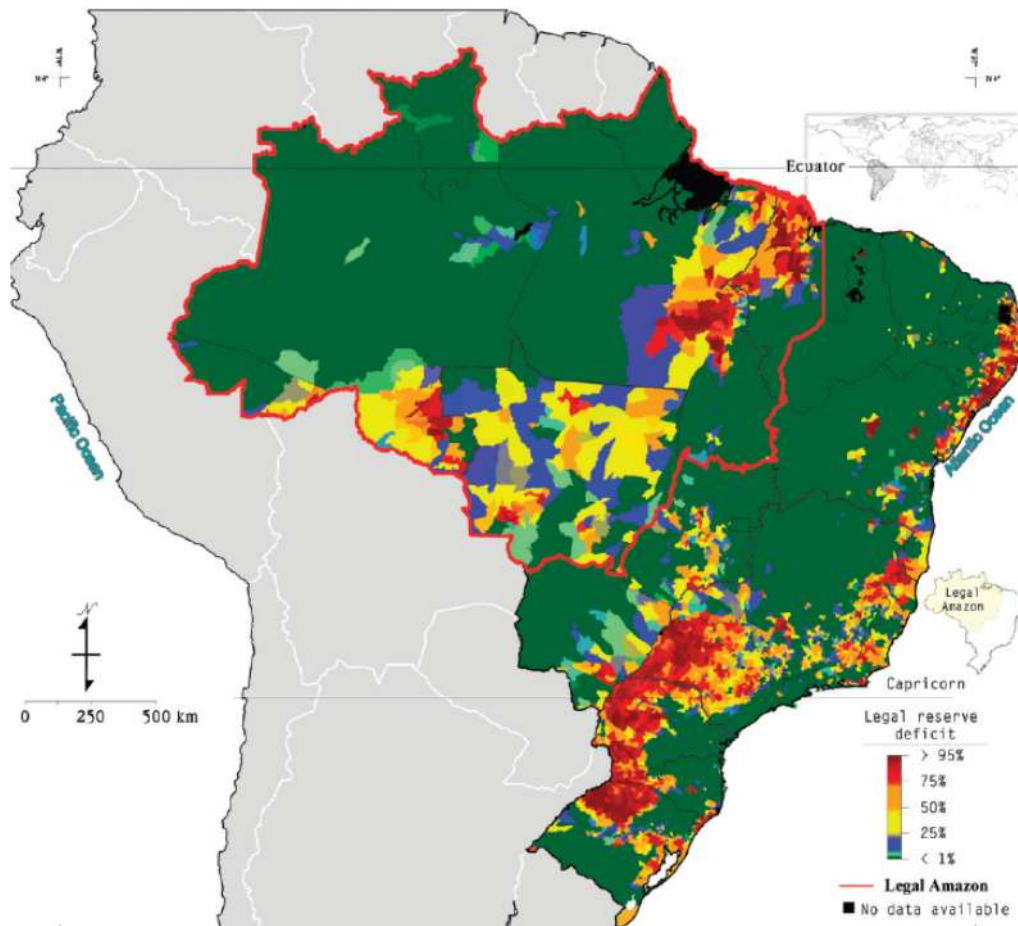 Ecuator
Pacific Ocean
Atlantic Ocean
Legal
Amazon
Capricorn
0 250 500 km
Legal reserve
deficit
> 95%
75%
50%
25%
< 1%
Legal Amazon
No data available